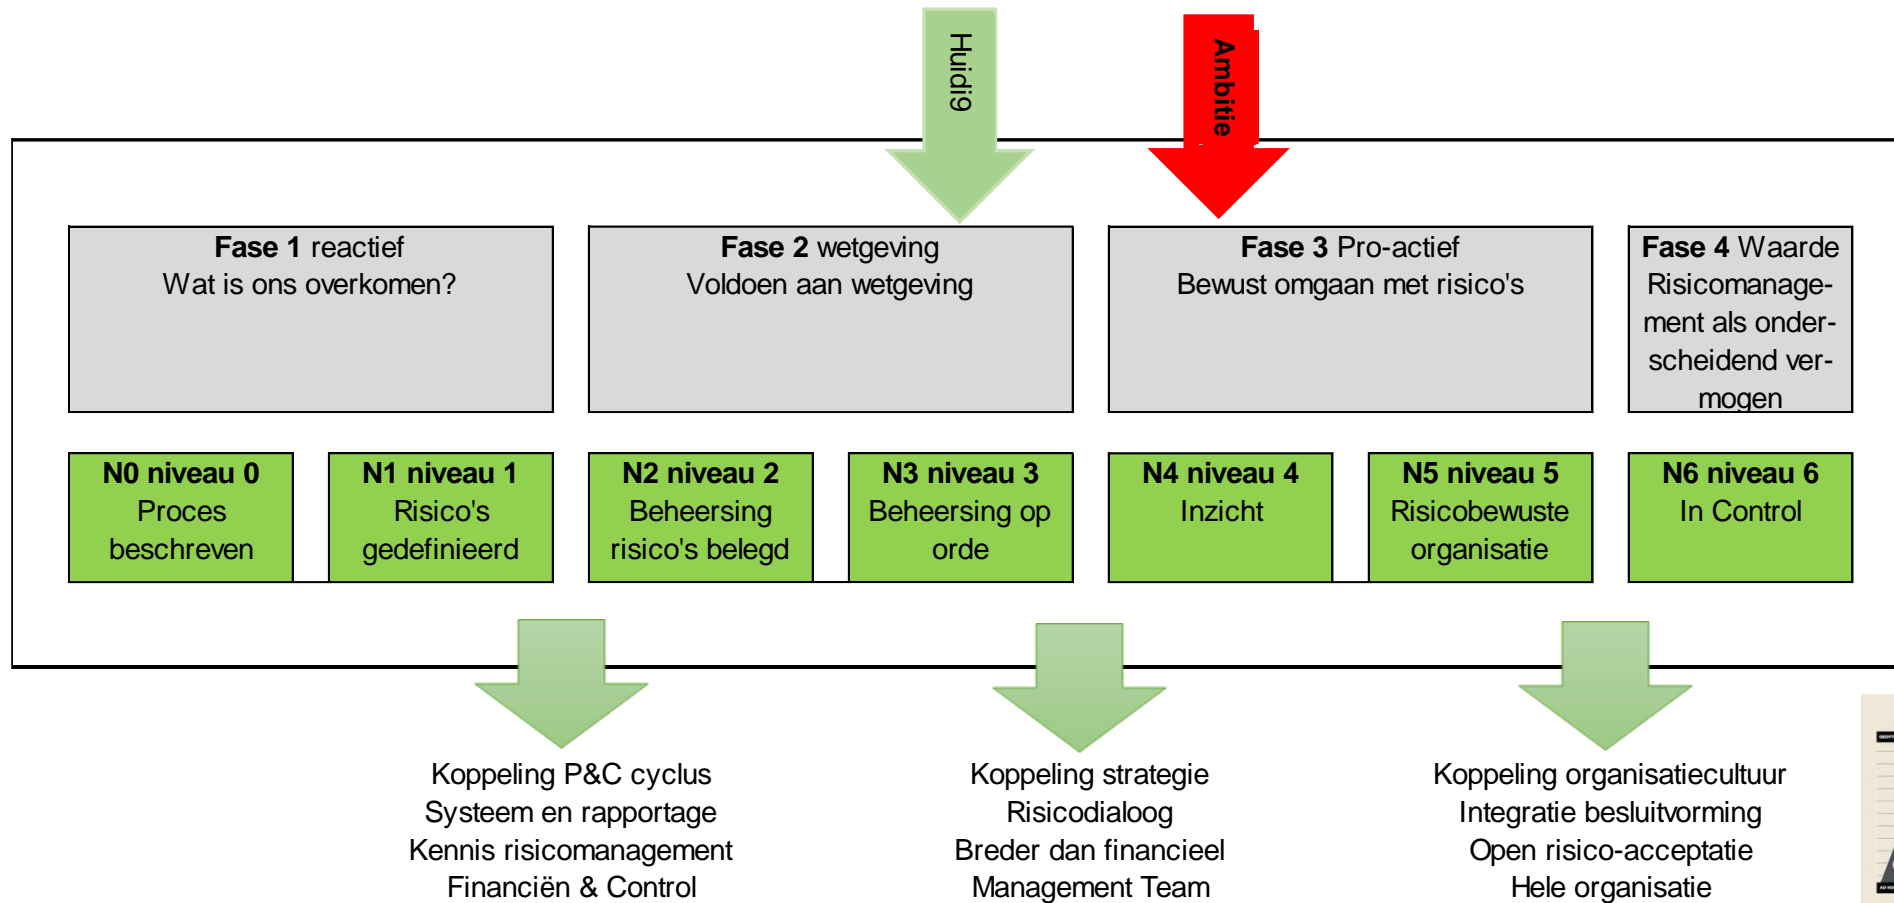 Huidi9
Ambitie
Fase 1 reactief
Wat is ons overkomen?
Fase 2 wetgeving
Voldoen aan wetgeving
Fase 3 Pro-actief
Bewust omgaan met risico's
Fase 4 Waarde
Risicomanage-
ment als onder-
scheidend ver-
mogen
N0 niveau 0
Proces
beschreven
N1 niveau 1
Risico's
gedefinieerd
N2 niveau 2
Beheersing
risico's belegd
N3 niveau 3
Beheersing op
orde
N4 niveau 4
Inzicht
N5 niveau 5
Risicobewuste
organisatie
N6 niveau 6
In Control
Koppeling P&C cyclus
Systeem en rapportage
Kennis risicomanagement
Financiën & Control
Koppeling strategie
Risicodialoog
Breder dan financieel
Management Team
Koppeling organisatiecultuur
Integratie besluitvorming
Open risico-acceptatie
Hele organisatie